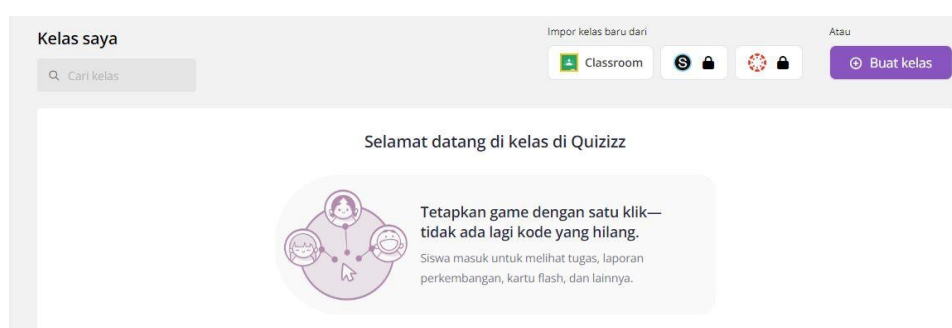 Kelas saya
Impor kelas baru dari
Atau
Cari kelas
Classroom
S
Buat kelas
Selamat datang di kelas di Quizizz
Tetapkan game dengan satu klik—
tidak ada lagi kode yang hilang.
Siswa masuk untuk melihat tugas, laporan
perkembangan, kartu flash, dan lainnya.